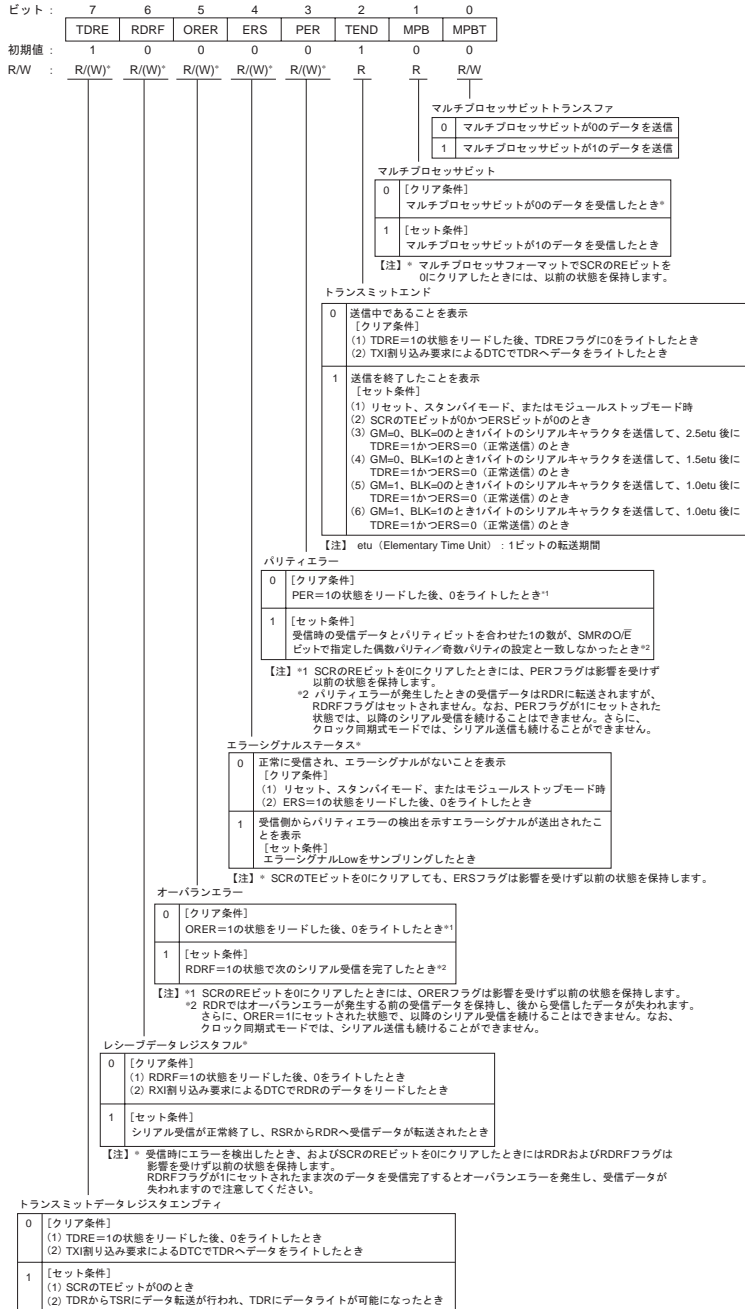 ビット： 7 6 5 4 3 2 1 0
TDRE RDRF ORER ERS PER TEND MPB MPBT
初期値： 1 0 0 0 0 1 0 0
R/W ： R/(W)* R/(W)* R/(W)* R/(W)* R/(W)* R R R/W
マルチプロセッサビットトランスファ
0 マルチプロセッサビットが0のデータを送信
1 マルチプロセッサビットが1のデータを送信
マルチプロセッサビット
0 [クリア条件]
マルチプロセッサビットが0のデータを受信したとき*
1 [セット条件]
マルチプロセッサビットが1のデータを受信したとき
【注】* マルチプロセッサフォーマットでSCRのREビットを
0にクリアしたときには、以前の状態を保持します。
トランスミットエンド
0 送信中であることを表示
[クリア条件]
(1) TDRE＝1の状態をリードした後、TDREフラグに0をライトしたとき
(2) TXI割り込み要求によるDTCでTDRへデータをライトしたとき
1 送信を終了したことを表示
[セット条件]
(1) リセット、スタンバイモード、またはモジュールストップモード時
(2) SCRのTEビットが0かつERSビットが0のとき
(3) GM=0、BLK=0のとき1バイトのシリアルキャラクタを送信して、2.5etu 後に
TDRE＝1かつERS＝0（正常送信）のとき
(4) GM=0、BLK=1のとき1バイトのシリアルキャラクタを送信して、1.5etu 後に
TDRE＝1かつERS＝0（正常送信）のとき
(5) GM=1、BLK=0のとき1バイトのシリアルキャラクタを送信して、1.0etu 後に
TDRE＝1かつERS＝0（正常送信）のとき
(6) GM=1、BLK=1のとき1バイトのシリアルキャラクタを送信して、1.0etu 後に
TDRE＝1かつERS＝0（正常送信）のとき
【注】 etu（Elementary Time Unit）：1ビットの転送期間
パリティエラー
0 [クリア条件]
PER＝1の状態をリードした後、0をライトしたとき*1
1 [セット条件]
受信時の受信データとパリティビットを合わせた1の数が、SMRのO/E̅
ビットで指定した偶数パリティ／奇数パリティの設定と一致しなかったとき*2
【注】*1 SCRのREビットを0にクリアしたときには、PERフラグは影響を受けず
以前の状態を保持します。
*2 パリティエラーが発生したときの受信データはRDRに転送されますが、
RDRFフラグはセットされません。なお、PERフラグが1にセットされた
状態では、以降のシリアル受信を続けることはできません。さらに、
クロック同期式モードでは、シリアル送信も続けることができません。
エラーシグナルステータス*
0 正常に受信され、エラーシグナルがないことを表示
[クリア条件]
(1) リセット、スタンバイモード、またはモジュールストップモード時
(2) ERS＝1の状態をリードした後、0をライトしたとき
1 受信側からパリティエラーの検出を示すエラーシグナルが送出されたこ
とを表示
[セット条件]
エラーシグナルLowをサンプリングしたとき
【注】* SCRのTEビットを0にクリアしても、ERSフラグは影響を受けず以前の状態を保持します。
オーバランエラー
0 [クリア条件]
ORER＝1の状態をリードした後、0をライトしたとき*1
1 [セット条件]
RDRF＝1の状態で次のシリアル受信を完了したとき*2
【注】*1 SCRのREビットを0にクリアしたときには、ORERフラグは影響を受けず以前の状態を保持します。
*2 RDRではオーバランエラーが発生する前の受信データを保持し、後から受信したデータが失われます。
さらに、ORER＝1にセットされた状態で、以降のシリアル受信を続けることはできません。なお、
クロック同期式モードでは、シリアル送信も続けることができません。
レシーブデータレジスタフル*
0 [クリア条件]
(1) RDRF＝1の状態をリードした後、0をライトしたとき
(2) RXI割り込み要求によるDTCでRDRのデータをリードしたとき
1 [セット条件]
シリアル受信が正常終了し、RSRからRDRへ受信データが転送されたとき
【注】* 受信時にエラーを検出したとき、およびSCRのREビットを0にクリアしたときにはRDRおよびRDRFフラグは
影響を受けず以前の状態を保持します。
RDRFフラグが1にセットされたまま次のデータを受信完了するとオーバランエラーを発生し、受信データが
失われますので注意してください。
トランスミットデータレジスタエンプティ
0 [クリア条件]
(1) TDRE＝1の状態をリードした後、0をライトしたとき
(2) TXI割り込み要求によるDTCでTDRへデータをライトしたとき
1 [セット条件]
(1) SCRのTEビットが0のとき
(2) TDRからTSRにデータ転送が行われ、TDRにデータライトが可能になったとき